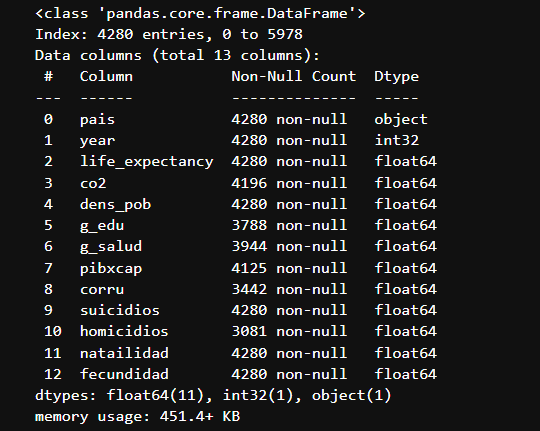 <class 'pandas.core.frame.DataFrame'>
Index: 4280 entries, 0 to 5978
Data columns (total 13 columns):
 #   Column           Non-Null Count  Dtype
---  ------           --------------  -----
 0   pais             4280 non-null   object
 1   year             4280 non-null   int32
 2   life_expectancy  4280 non-null   float64
 3   co2              4196 non-null   float64
 4   dens_pob         4280 non-null   float64
 5   g_edu            3788 non-null   float64
 6   g_salud          3944 non-null   float64
 7   pibxcap          4125 non-null   float64
 8   corru            3442 non-null   float64
 9   suicidios        4280 non-null   float64
 10  homicidios       3081 non-null   float64
 11  natailidad       4280 non-null   float64
 12  fecundidad       4280 non-null   float64
dtypes: float64(11), int32(1), object(1)
memory usage: 451.4+ KB